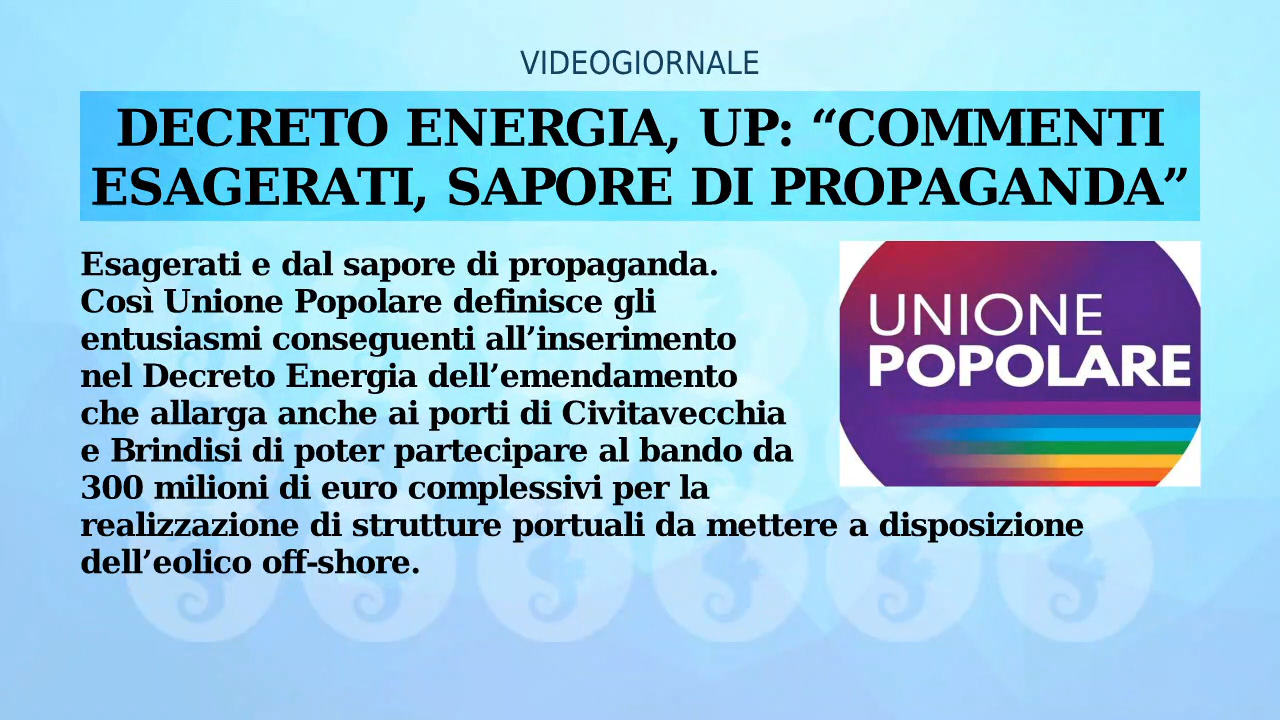 VIDEOGIORNALE
DECRETO ENERGIA, UP: “COMMENTI
ESAGERATI, SAPORE DI PROPAGANDA”
Esagerati e dal sapore di propaganda.
Così Unione Popolare definisce gli
entusiasmi conseguenti all’inserimento
nel Decreto Energia dell’emendamento
che allarga anche ai porti di Civitavecchia
e Brindisi di poter partecipare al bando da
300 milioni di euro complessivi per la
realizzazione di strutture portuali da mettere a disposizione
dell’eolico off-shore.
UNIONE
POPOLARE